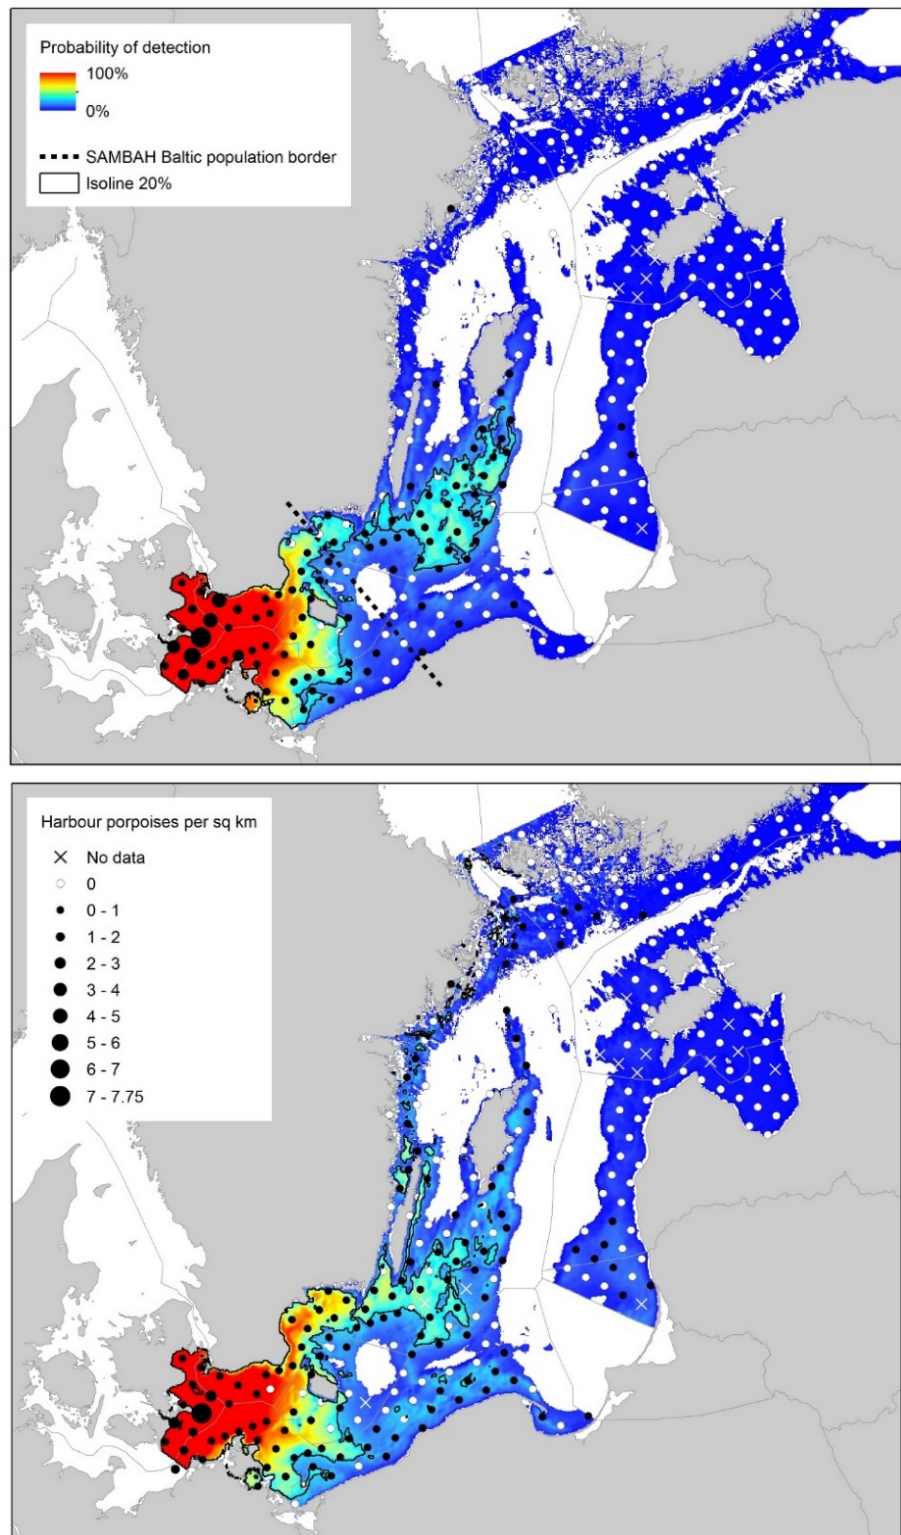 Probability of detection
100%
0%
SAMBAH Baltic population border
Isoline 20%
Harbour porpoises per sq km
No data
0
0 - 1
1 - 2
2 - 3
3 - 4
4 - 5
5 - 6
6 - 7
7 - 7.75